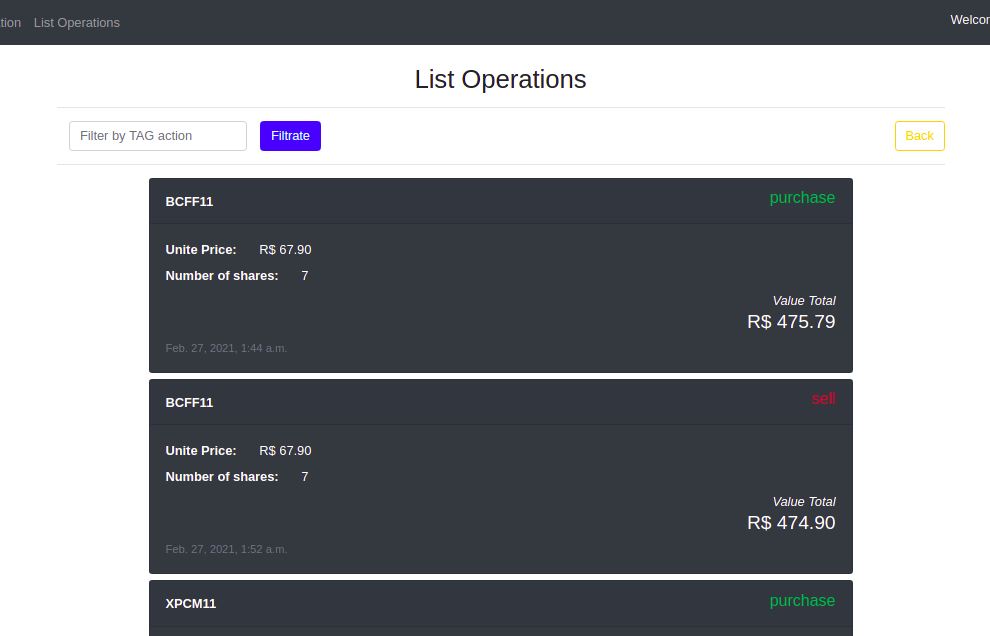 tion List Operations Welcor
List Operations
Filter by TAG action Filtrate Back
BCFF11 purchase
Unite Price: R$ 67.90
Number of shares: 7
Value Total
R$ 475.79
Feb. 27, 2021, 1:44 a.m.
BCFF11 sell
Unite Price: R$ 67.90
Number of shares: 7
Value Total
R$ 474.90
Feb. 27, 2021, 1:52 a.m.
XPCM11 purchase